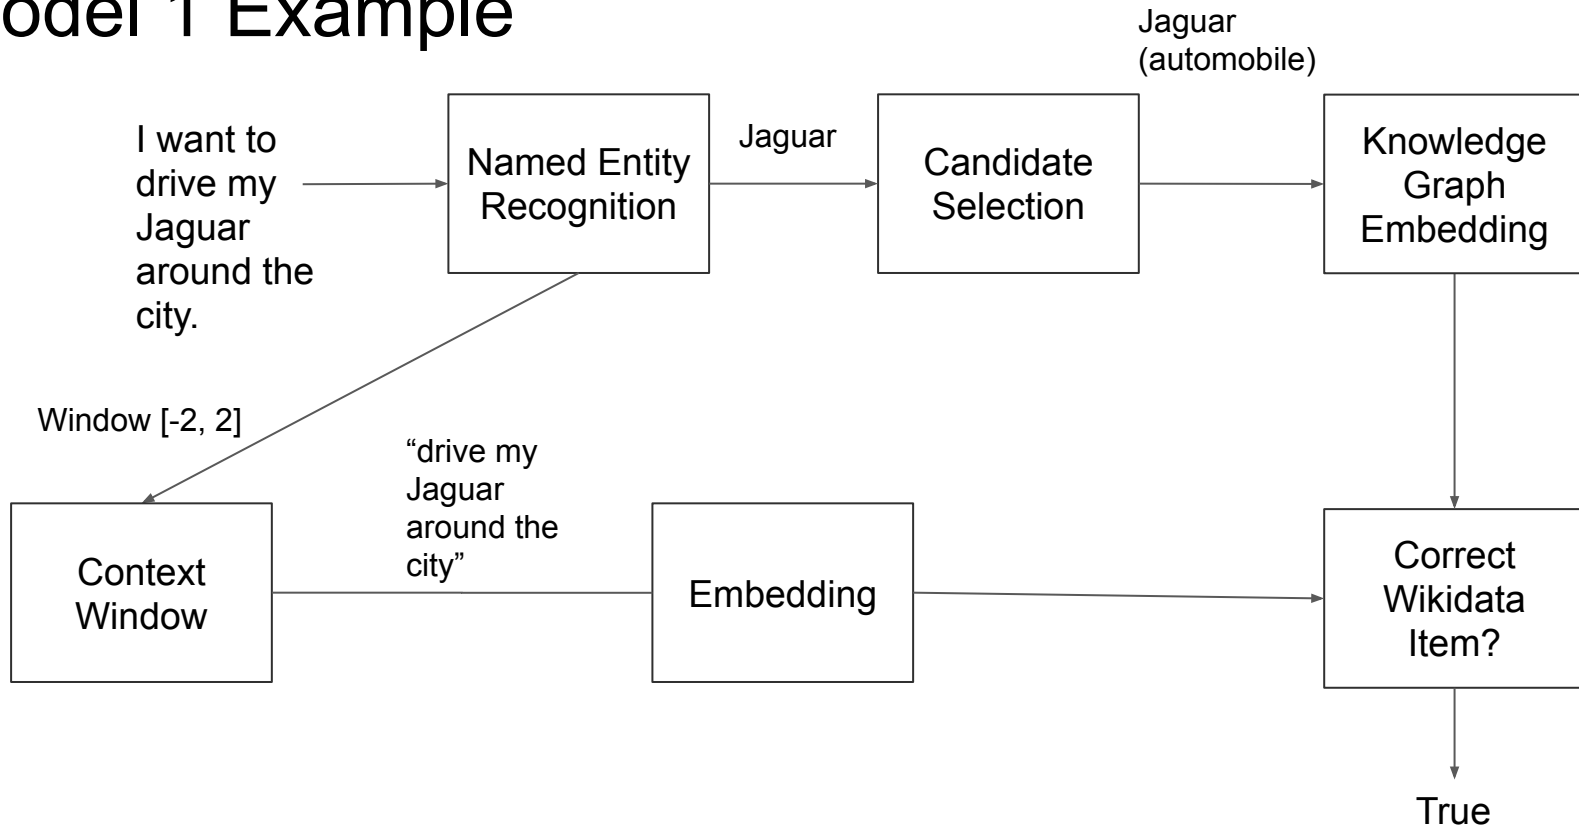 odel 1 Example
Jaguar
(automobile)
I want to
drive my
Jaguar
around the
city.
Named Entity
Recognition
Jaguar
Candidate
Selection
Knowledge
Graph
Embedding
Window [-2, 2]
“drive my
Jaguar
around the
city”
Context
Window
Embedding
Correct
Wikidata
Item?
True